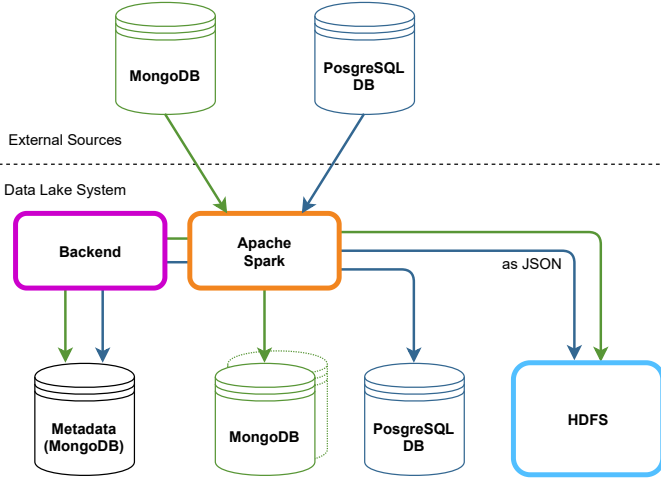 MongoDB
PosgreSQL
DB
External Sources
Data Lake System
Backend
Apache
Spark
as JSON
Metadata
(MongoDB)
MongoDB
PosgreSQL
DB
HDFS